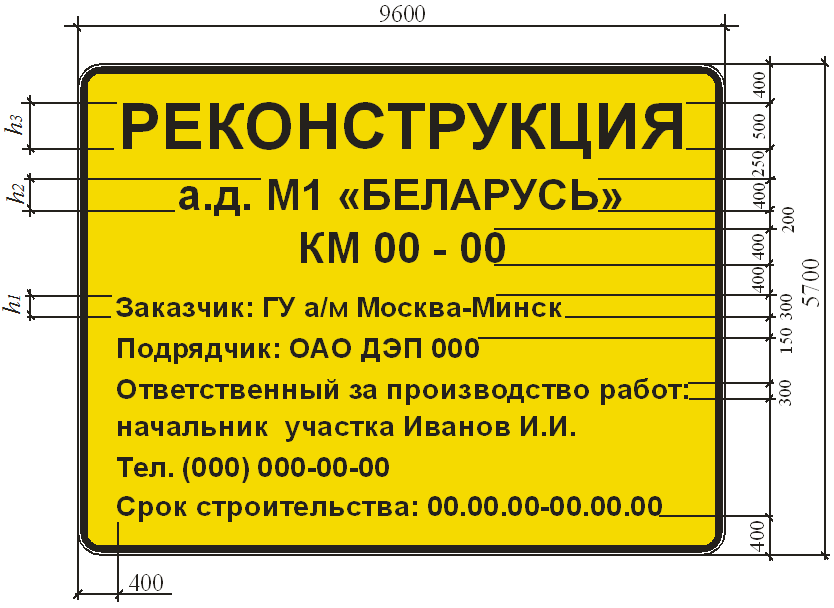 9600
РЕКОНСТРУКЦИЯ
а.д. М1 «БЕЛАРУСЬ»
КМ 00 - 00
Заказчик: ГУ а/м Москва-Минск
Подрядчик: ОАО ДЭП 000
Ответственный за производство работ:
начальник участка Иванов И.И.
Тел. (000) 000-00-00
Срок строительства: 00.00.00-00.00.00
h3
h2
h1
400
500
250
400
200
400
400
300
150
300
400
5700
400